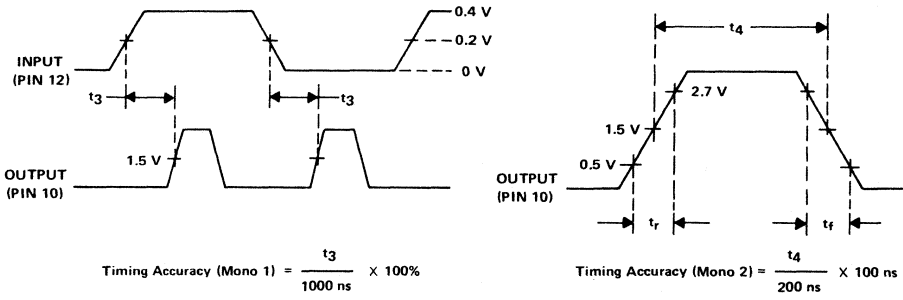 0.4 V
0.2 V
0 V
INPUT
(PIN 12)
t3
t3
1.5 V
OUTPUT
(PIN 10)
Timing Accuracy (Mono 1) = t3 / 1000 ns X 100%
t4
2.7 V
1.5 V
0.5 V
OUTPUT
(PIN 10)
tr
tf
Timing Accuracy (Mono 2) = t4 / 200 ns X 100 ns